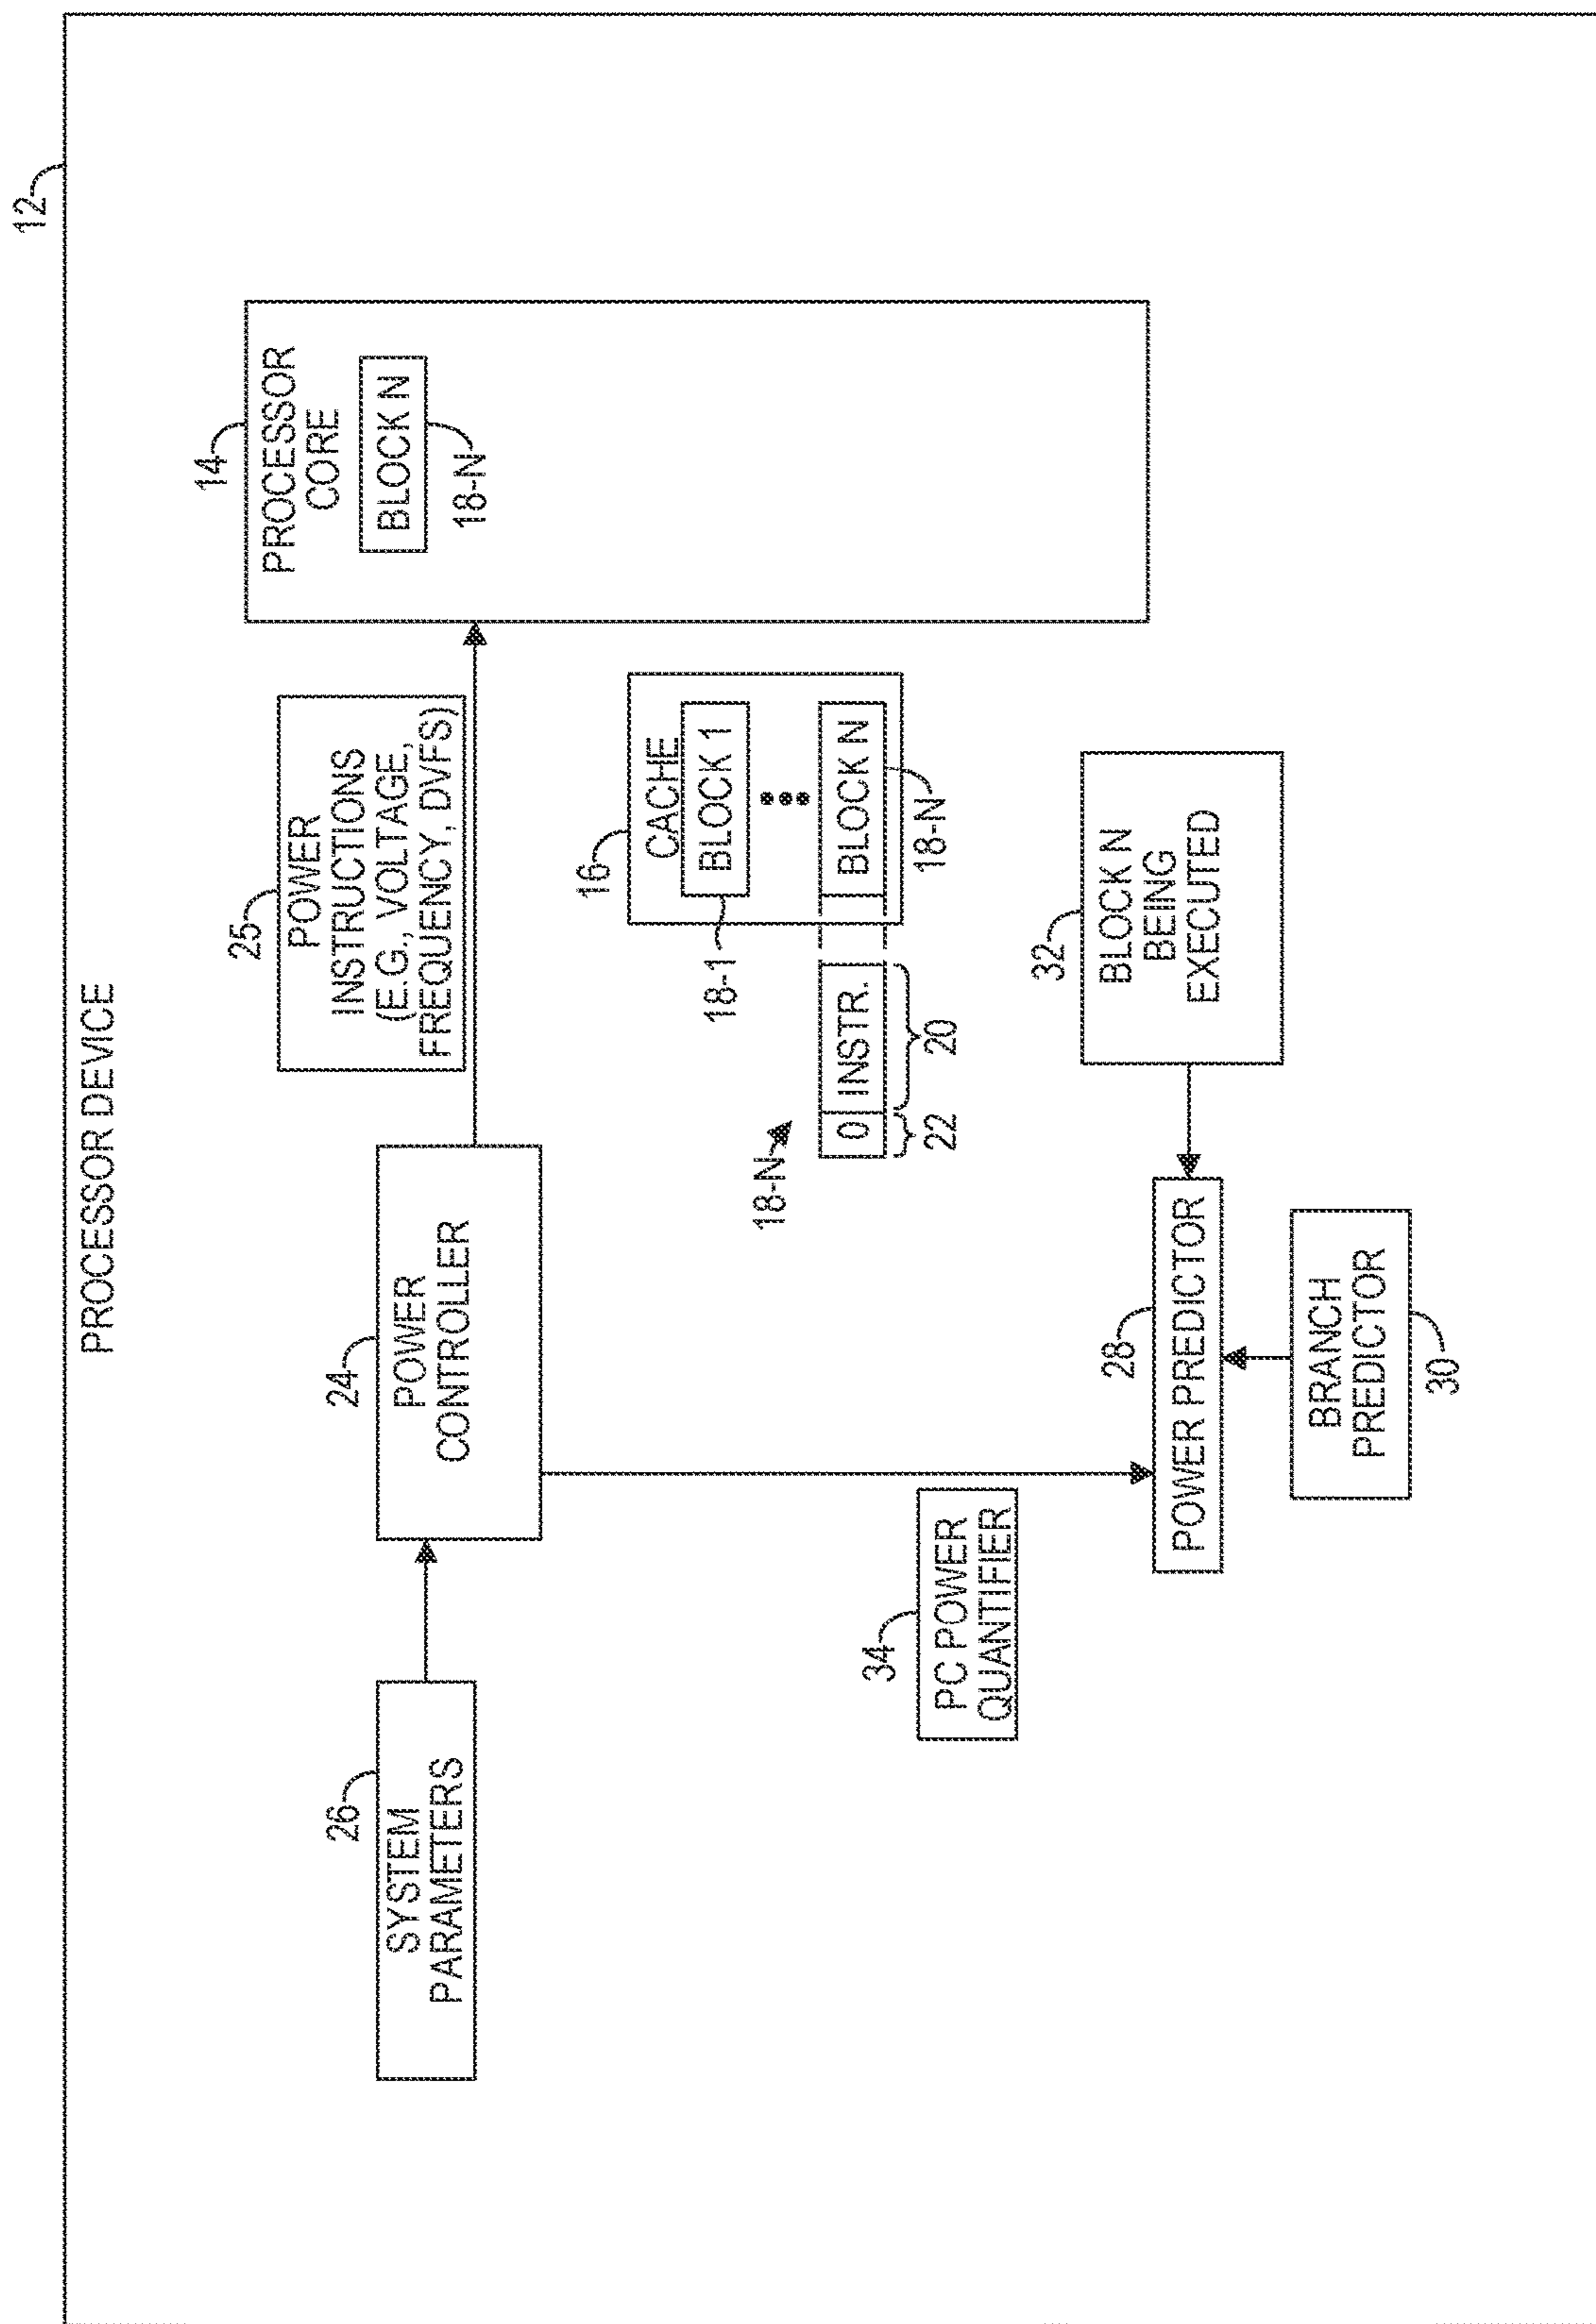 12
PROCESSOR DEVICE
14
PROCESSOR
CORE
BLOCK N
18-N
25
POWER
INSTRUCTIONS
(E.G., VOLTAGE,
FREQUENCY, DVFS)
24
POWER
CONTROLLER
26
SYSTEM
PARAMETERS
16
CACHE
BLOCK 1
18-1
BLOCK N
18-N
18-N
0
INSTR.
22
20
34
PC POWER
QUANTIFIER
32
BLOCK N
BEING
EXECUTED
28
POWER PREDICTOR
BRANCH
PREDICTOR
30